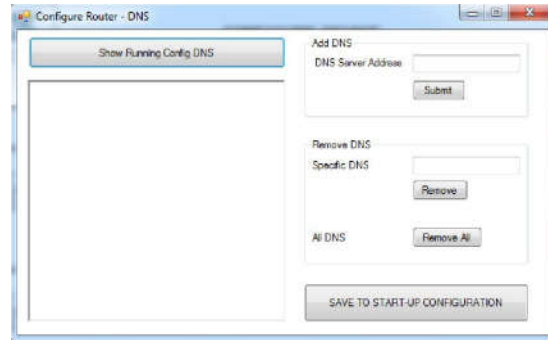 Configure Router - DNS
Show Running Config DNS
Add DNS
DNS Server Address
Submit
Remove DNS
Specific DNS
Remove
All DNS
Remove All
SAVE TO START-UP CONFIGURATION